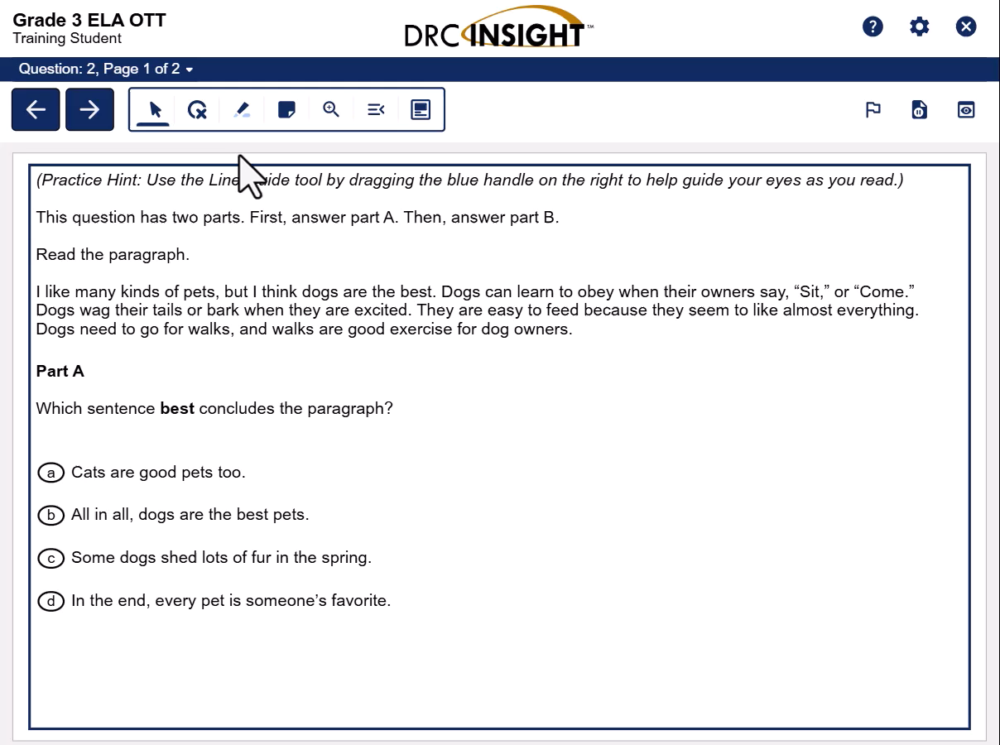 Grade 3 ELA OTT
Training Student
DRC INSIGHT™
Question: 2, Page 1 of 2
(Practice Hint: Use the Line ide tool by dragging the blue handle on the right to help guide your eyes as you read.)
This question has two parts. First, answer part A. Then, answer part B.
Read the paragraph.
I like many kinds of pets, but I think dogs are the best. Dogs can learn to obey when their owners say, “Sit,” or “Come.”
Dogs wag their tails or bark when they are excited. They are easy to feed because they seem to like almost everything.
Dogs need to go for walks, and walks are good exercise for dog owners.
Part A
Which sentence best concludes the paragraph?
a Cats are good pets too.
b All in all, dogs are the best pets.
c Some dogs shed lots of fur in the spring.
d In the end, every pet is someone’s favorite.